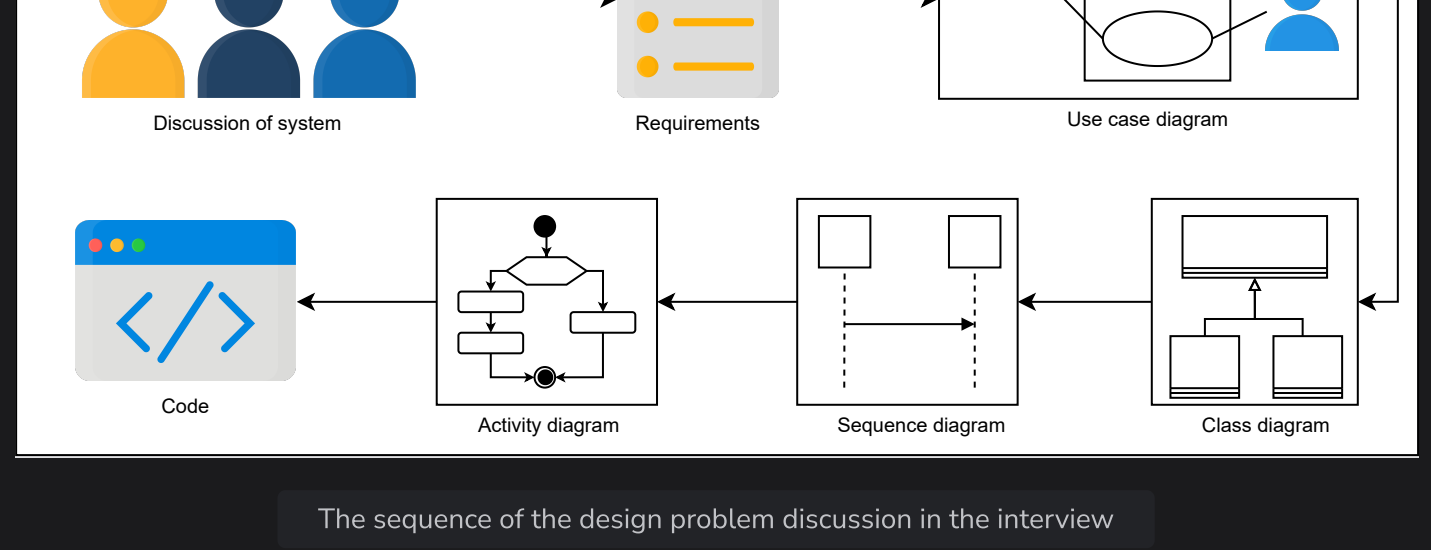 Discussion of system
Requirements
Use case diagram
Code
Activity diagram
Sequence diagram
Class diagram
The sequence of the design problem discussion in the interview